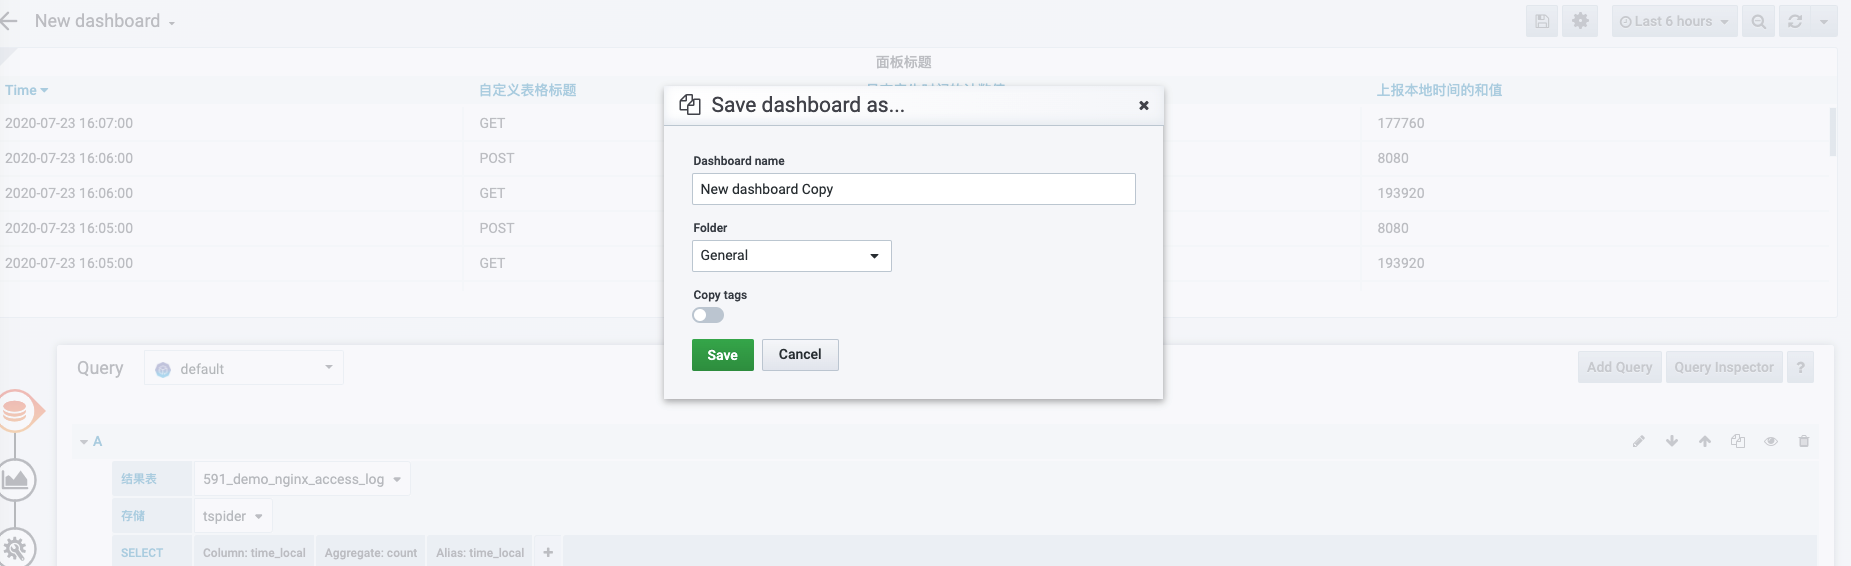 New dashboard
Last 6 hours
面板标题
Time
自定义表格标题
上报本地时间的和值
2020-07-23 16:07:00
GET
177760
2020-07-23 16:06:00
POST
8080
2020-07-23 16:06:00
GET
193920
2020-07-23 16:05:00
POST
8080
2020-07-23 16:05:00
GET
193920
Save dashboard as...
Dashboard name
New dashboard Copy
Folder
General
Copy tags
Save
Cancel
Query
default
Add Query
Query Inspector
?
A
结果表
591_demo_nginx_access_log
存储
tspider
SELECT
Column: time_local
Aggregate: count
Alias: time_local
+